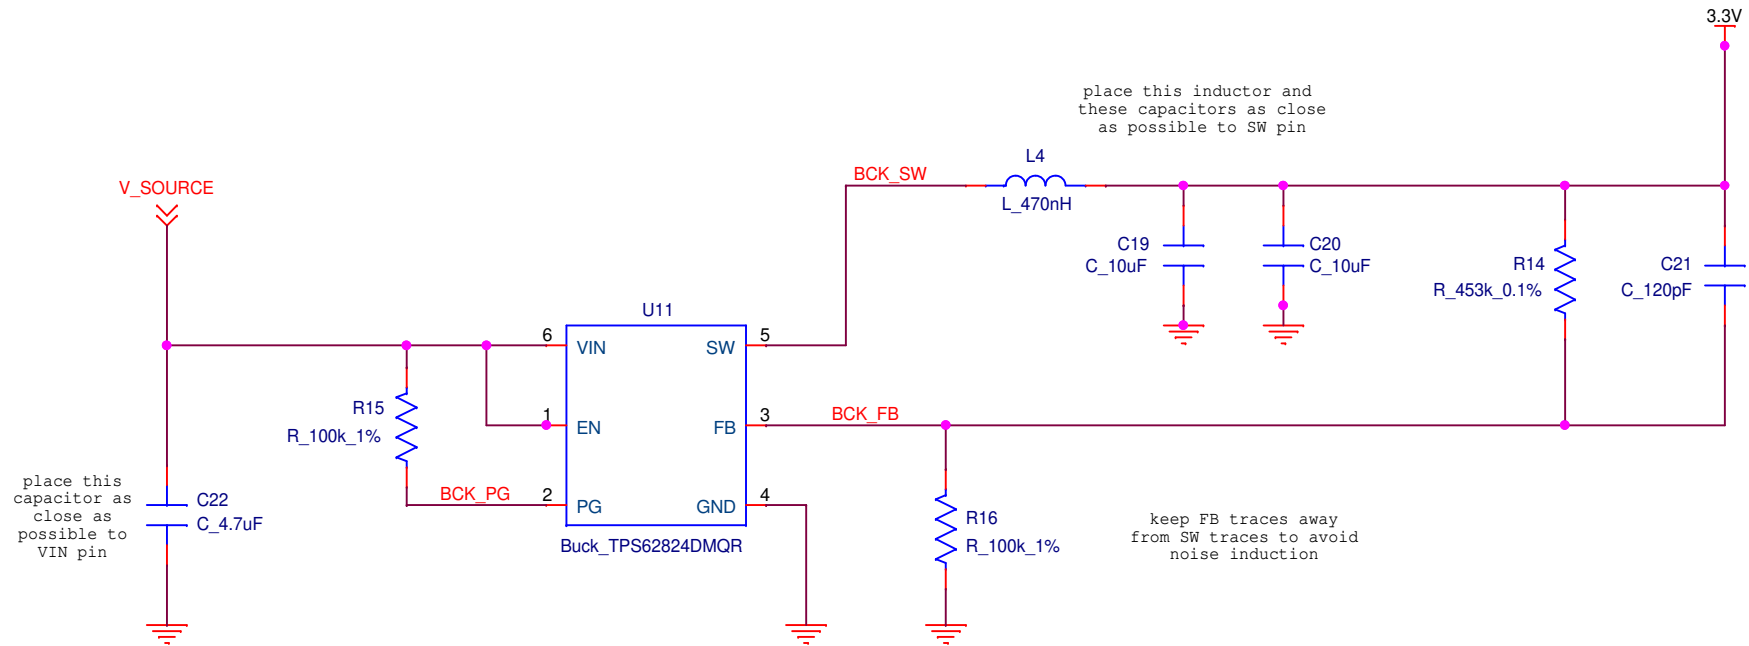 3.3V
place this inductor and
these capacitors as close
as possible to SW pin
L4
BCK_SW
L_470nH
V_SOURCE
C19
C_10uF
C20
C_10uF
R14
R_453k_0.1%
C21
C_120pF
U11
6
VIN
SW
5
R15
R_100k_1%
1
EN
FB
3
BCK_FB
BCK_PG
2
PG
GND
4
Buck_TPS62824DMQR
place this
capacitor as
close as
possible to
VIN pin
C22
C_4.7uF
R16
R_100k_1%
keep FB traces away
from SW traces to avoid
noise induction